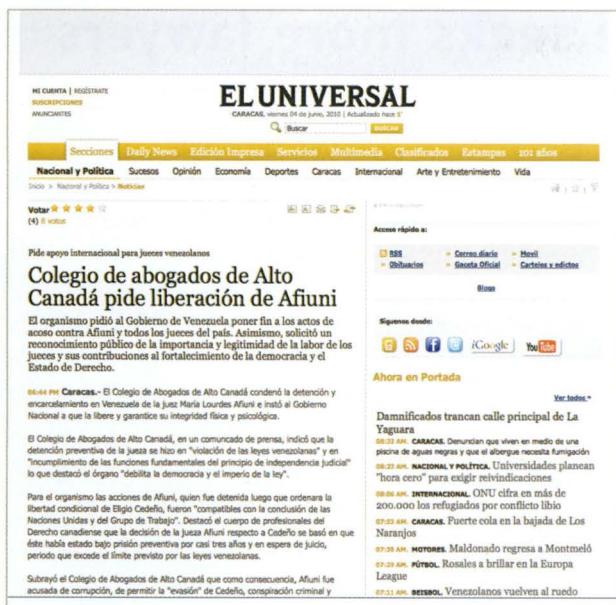 MI CUENTA | REGÍSTRATE
SUSCRIPCIONES
ANUNCIANTES
EL UNIVERSAL
CARACAS, viernes 04 de junio, 2010 | Actualizado hace 5'
Buscar BUSCAR
Secciones Daily News Edición Impresa Servicios Multimedia Clasificados Estampas 101 años
Nacional y Política Sucesos Opinión Economía Deportes Caracas Internacional Arte y Entretenimiento Vida
Inicio > Nacional y Política > Noticias
Votar
(4) 8 votos
Pide apoyo internacional para jueces venezolanos
Colegio de abogados de Alto
Canadá pide liberación de Afiuni
El organismo pidió al Gobierno de Venezuela poner fin a los actos de
acoso contra Afiuni y todos los jueces del país. Asimismo, solicitó un
reconocimiento público de la importancia y legitimidad de la labor de los
jueces y sus contribuciones al fortalecimiento de la democracia y el
Estado de Derecho.
06:44 PM Caracas.- El Colegio de Abogados de Alto Canadá condenó la detención y
encarcelamiento en Venezuela de la juez María Lourdes Afiuni e instó al Gobierno
Nacional a que la libere y garantice su integridad física y psicológica.
El Colegio de Abogados de Alto Canadá, en un comunicado de prensa, indicó que la
detención preventiva de la jueza se hizo en "violación de las leyes venezolanas" y en
"incumplimiento de las funciones fundamentales del principio de independencia judicial"
lo que destacó el órgano "debilita la democracia y el imperio de la ley".
Para el organismo las acciones de Afiuni, quien fue detenida luego que ordenara la
libertad condicional de Eligio Cedeño, fueron "compatibles con la conclusión de las
Naciones Unidas y del Grupo de Trabajo". Destacó el cuerpo de profesionales del
Derecho canadiense que la decisión de la jueza Afiuni respecto a Cedeño se basó en que
éste había estado bajo prisión preventiva por casi tres años y en espera de juicio,
período que excede el límite previsto por las leyes venezolanas.
Subrayó el Colegio de Abogados de Alto Canadá que como consecuencia, Afiuni fue
acusada de corrupción, de permitir la "evasión" de Cedeño, conspiración criminal y
Acceso rápido a:
RSS » Correo diario » Movil
» Obituarios » Gaceta Oficial » Carteles y edictos
Blogs
Síguenos desde:
iGoogle YouTube
Ahora en Portada
Ver todos »
Damnificados trancan calle principal de La
Yaguara
08:33 AM. CARACAS. Denuncian que viven en medio de una
piscina de aguas negras y que el albergue necesita fumigación
08:22 AM. NACIONAL Y POLÍTICA. Universidades planean
"hora cero" para exigir reivindicaciones
08:06 AM. INTERNACIONAL. ONU cifra en más de
200.000 los refugiados por conflicto libio
07:53 AM. CARACAS. Fuerte cola en la bajada de Los
Naranjos
07:38 AM. MOTORES. Maldonado regresa a Montmeló
07:29 AM. FÚTBOL. Rosales a brillar en la Europa
League
07:11 AM. BEISBOL. Venezolanos vuelven al ruedo